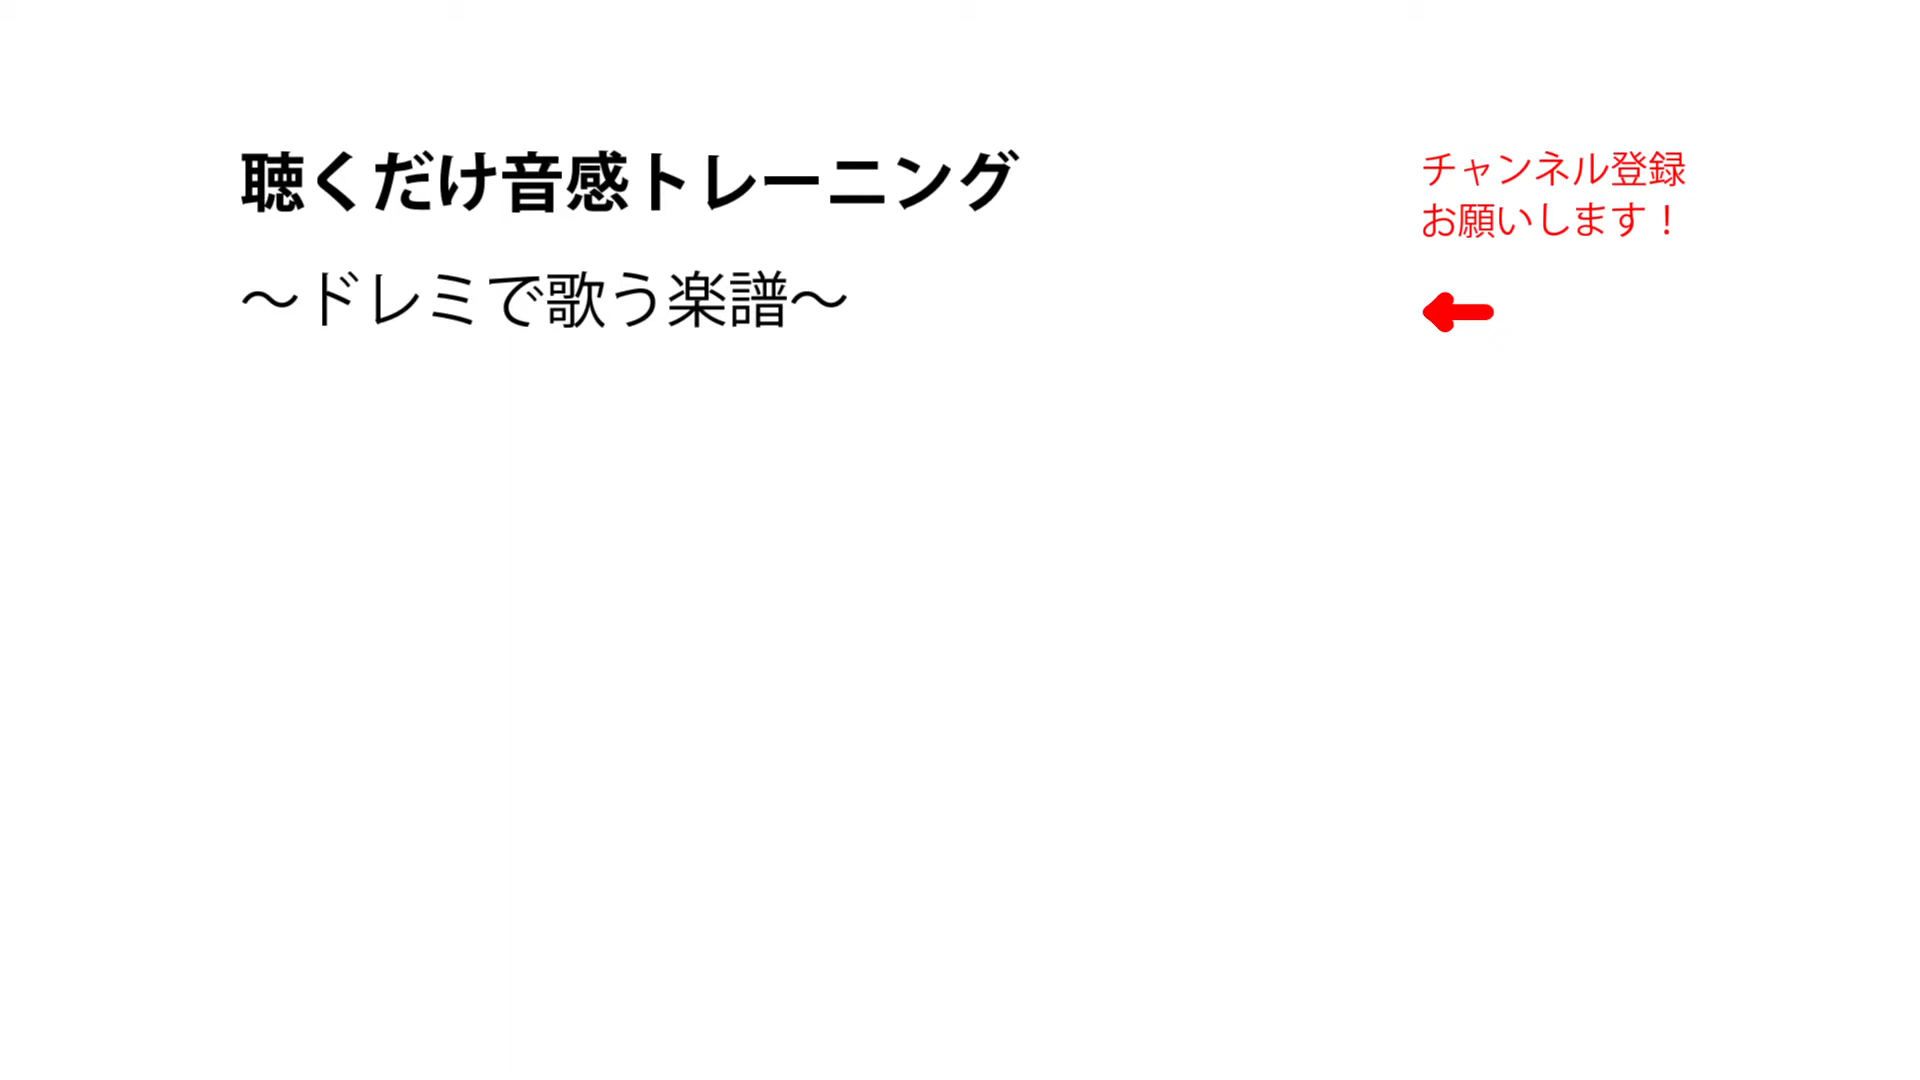 聴くだけ音感トレーニング
～ドレミで歌う楽譜～
チャンネル登録
お願いします！